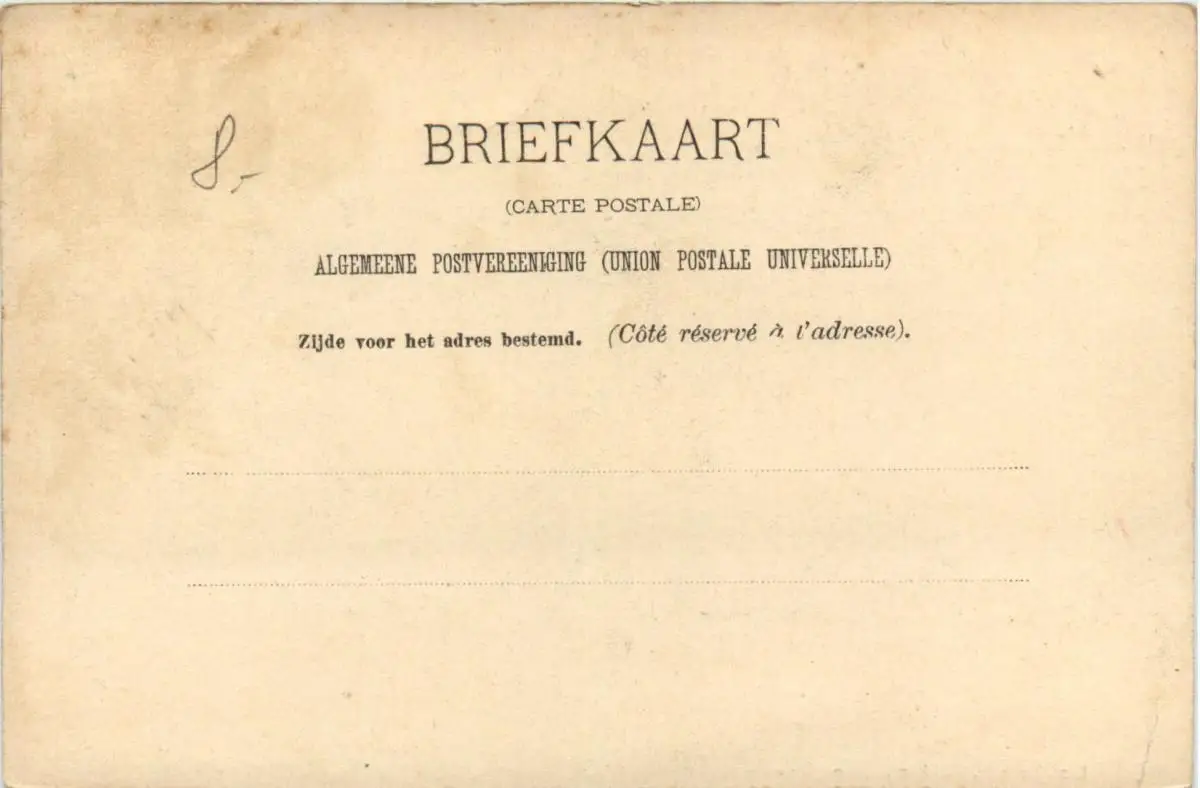 8,-
BRIEFKAART
(CARTE POSTALE)
ALGEMEENE POSTVEREENIGING (UNION POSTALE UNIVERSELLE)
Zijde voor het adres bestemd. (Côté réservé à l'adresse).